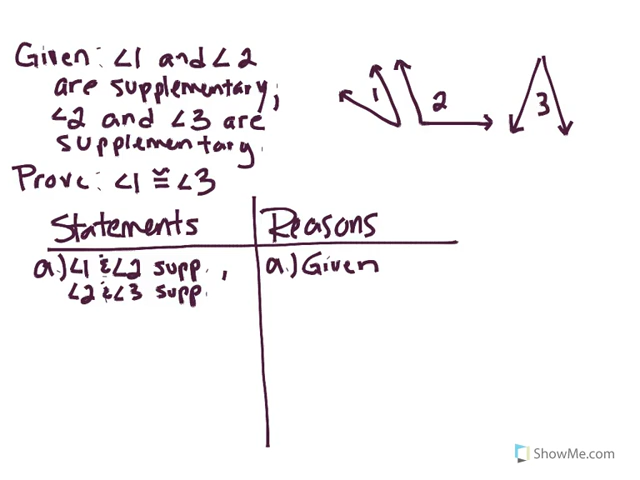 Given: ∠1 and ∠2
are supplementary;
∠2 and ∠3 are
supplementary.
Prove: ∠1 ≅ ∠3
1
2
3
Statements
Reasons
a.) ∠1 & ∠2 supp.,
∠2 & ∠3 supp.
a.) Given
ShowMe.com